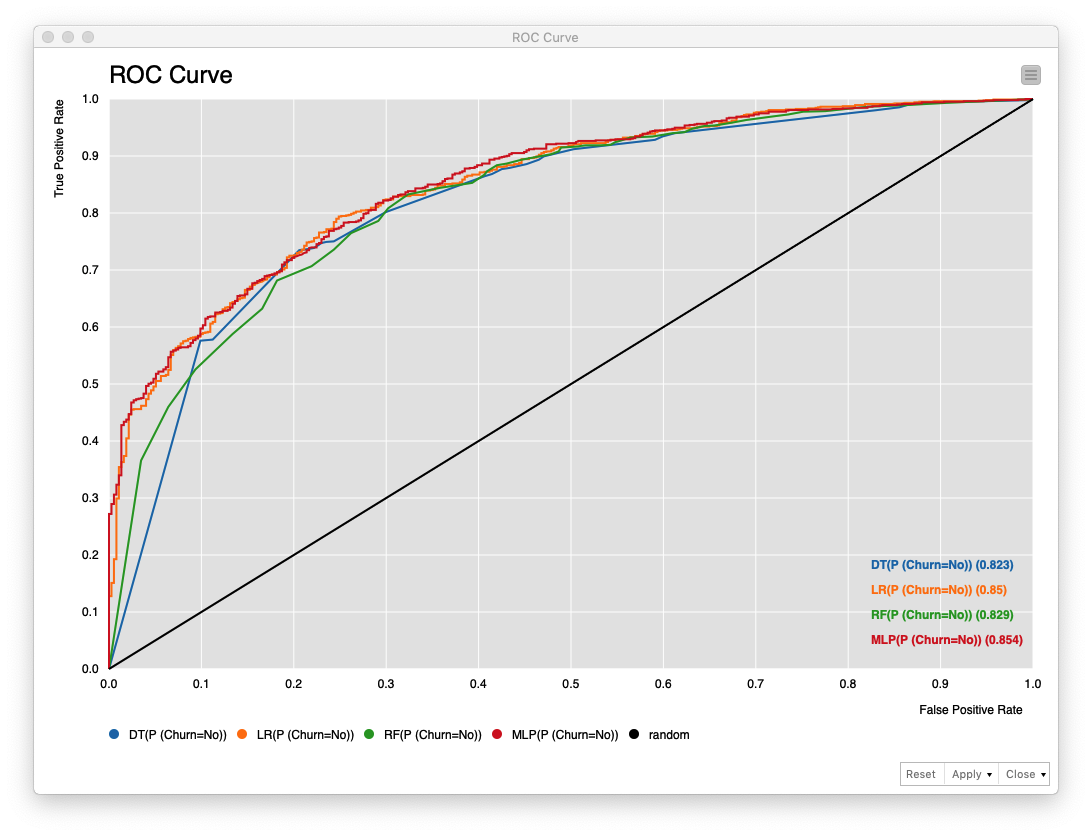 ROC Curve
ROC Curve
True Positive Rate
1.0
0.9
0.8
0.7
0.6
0.5
0.4
0.3
0.2
0.1
0.0
DT(P (Churn=No)) (0.823)
LR(P (Churn=No)) (0.85)
RF(P (Churn=No)) (0.829)
MLP(P (Churn=No)) (0.854)
0.0 0.1 0.2 0.3 0.4 0.5 0.6 0.7 0.8 0.9 1.0
False Positive Rate
DT(P (Churn=No)) LR(P (Churn=No)) RF(P (Churn=No)) MLP(P (Churn=No)) random
Reset Apply Close